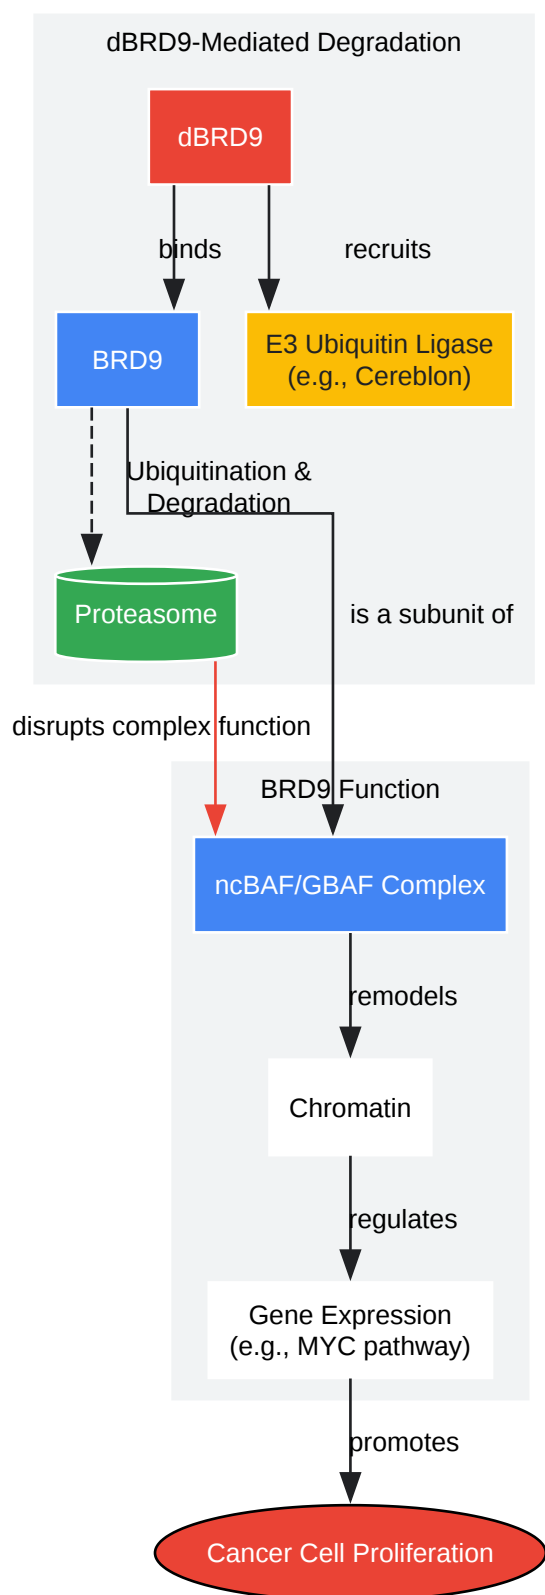 dBRD9-Mediated Degradation
dBRD9
binds
recruits
BRD9
E3 Ubiquitin Ligase
(e.g., Cereblon)
Ubiquitination &
Degradation
Proteasome
is a subunit of
disrupts complex function
BRD9 Function
ncBAF/GBAF Complex
remodels
Chromatin
regulates
Gene Expression
(e.g., MYC pathway)
promotes
Cancer Cell Proliferation